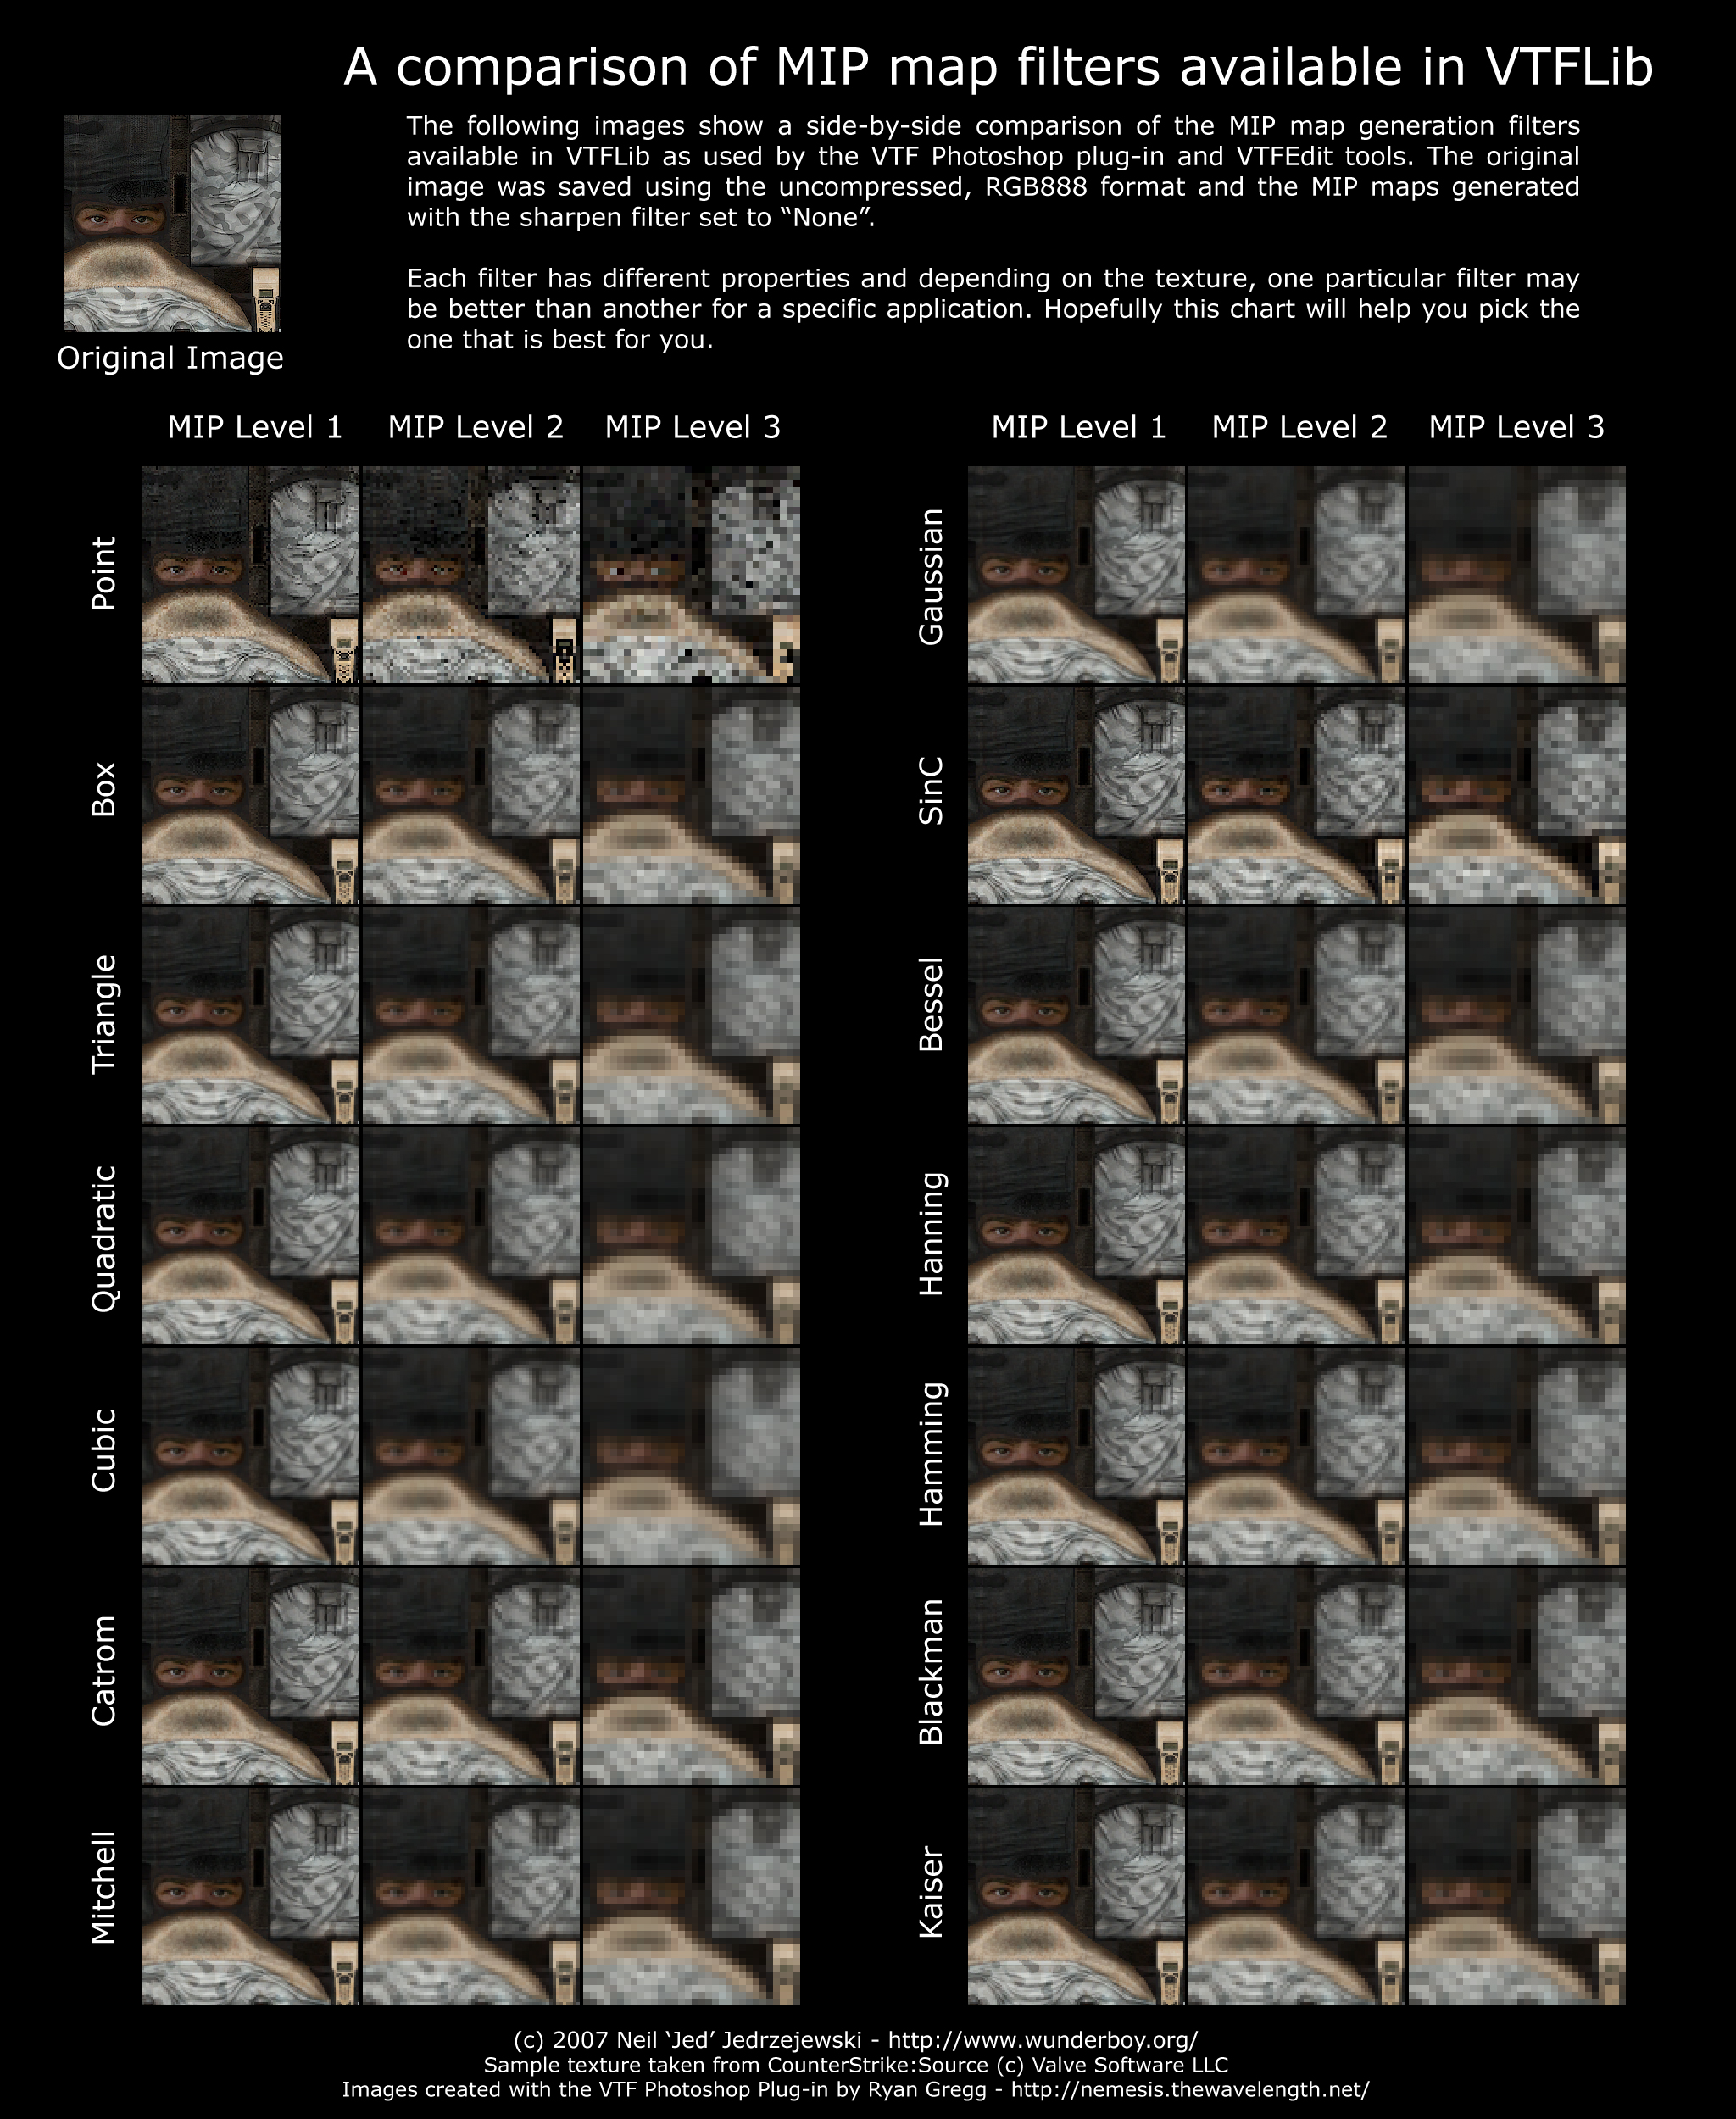 A comparison of MIP map filters available in VTFLib
The following images show a side-by-side comparison of the MIP map generation filters
available in VTFLib as used by the VTF Photoshop plug-in and VTFEdit tools. The original
image was saved using the uncompressed, RGB888 format and the MIP maps generated
with the sharpen filter set to “None”.
Each filter has different properties and depending on the texture, one particular filter may
be better than another for a specific application. Hopefully this chart will help you pick the
one that is best for you.
Original Image
MIP Level 1 MIP Level 2 MIP Level 3
MIP Level 1 MIP Level 2 MIP Level 3
Point
Box
Triangle
Quadratic
Cubic
Catrom
Mitchell
Gaussian
SinC
Bessel
Hanning
Hamming
Blackman
Kaiser
(c) 2007 Neil ‘Jed’ Jedrzejewski - http://www.wunderboy.org/
Sample texture taken from CounterStrike:Source (c) Valve Software LLC
Images created with the VTF Photoshop Plug-in by Ryan Gregg - http://nemesis.thewavelength.net/